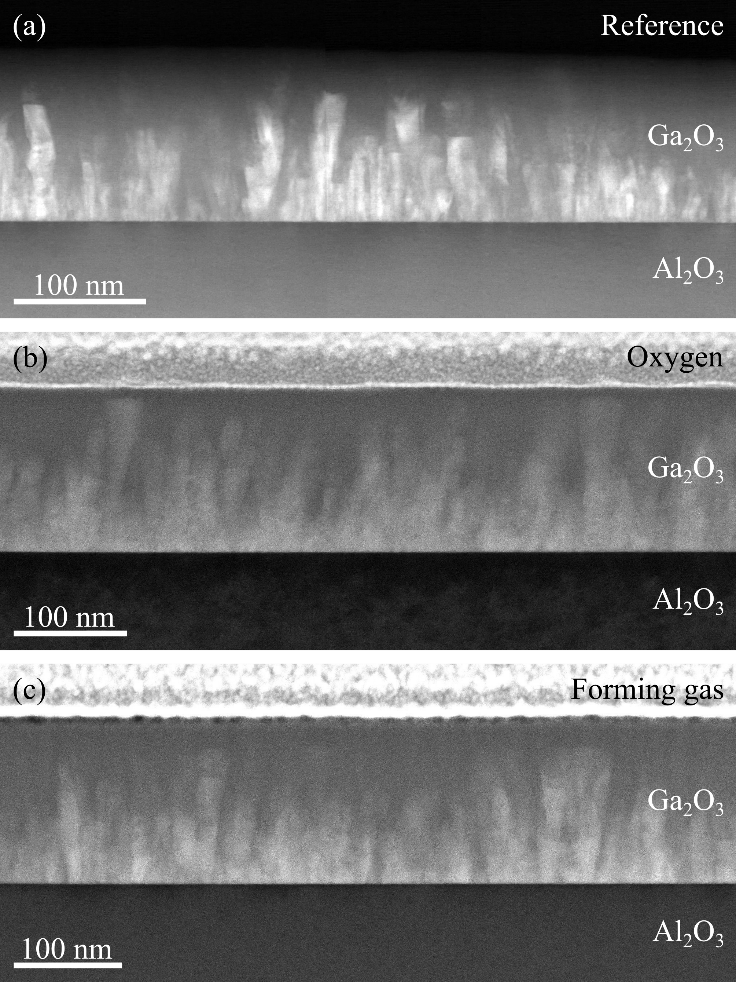 (a) Reference
Ga₂O₃
Al₂O₃
100 nm
(b) Oxygen
Ga₂O₃
Al₂O₃
100 nm
(c) Forming gas
Ga₂O₃
Al₂O₃
100 nm